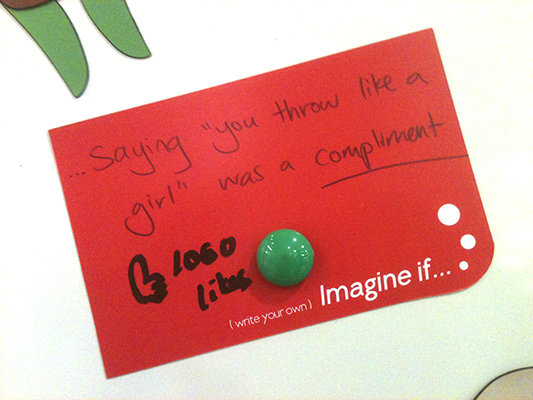 ...saying "you throw like a
girl" was a compliment
1060
likes
(write your own) Imagine if...